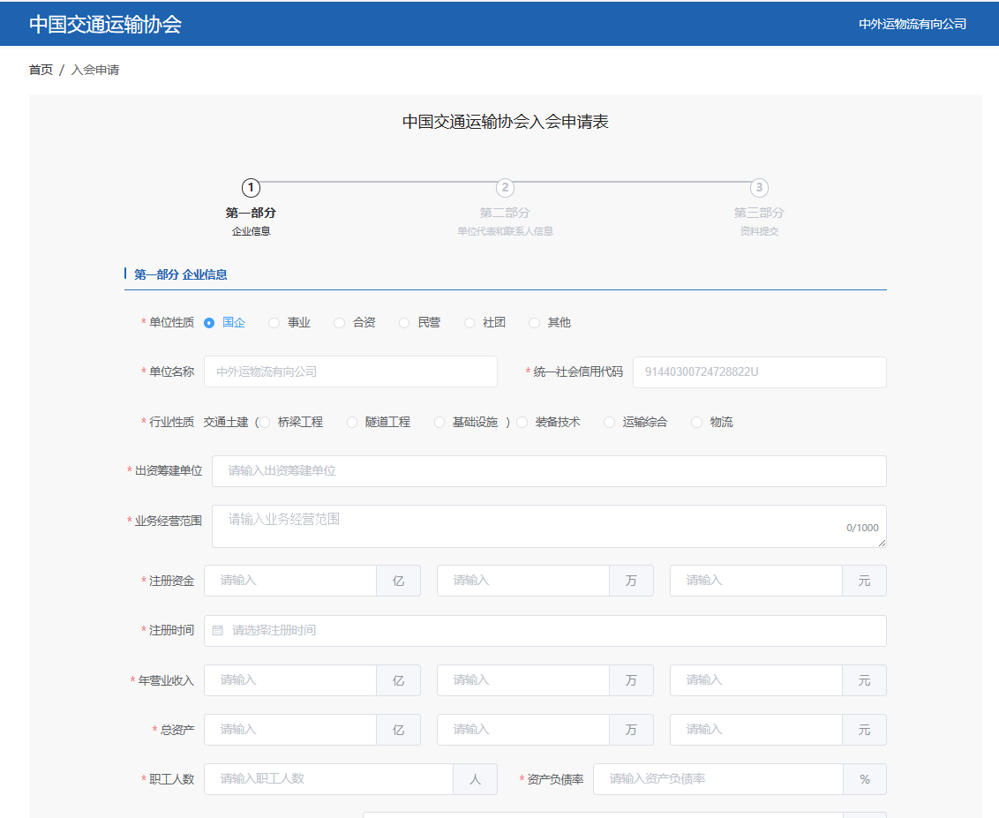 中国交通运输协会 中外运物流有向公司
首页 / 入会申请
中国交通运输协会入会申请表
1 2 3
第一部分 第二部分 第三部分
企业信息 单位代表和联系人信息 资料提交
第一部分 企业信息
* 单位性质 国企 事业 合资 民营 社团 其他
* 单位名称 中外运物流有向公司 * 统一社会信用代码 91440300724728822U
* 行业性质 交通土建 ( 桥梁工程 隧道工程 基础设施 ) 装备技术 运输综合 物流
* 出资筹建单位 请输入出资筹建单位
* 业务经营范围 请输入业务经营范围 0/1000
* 注册资金 请输入 亿 请输入 万 请输入 元
* 注册时间 请选择注册时间
* 年营业收入 请输入 亿 请输入 万 请输入 元
* 总资产 请输入 亿 请输入 万 请输入 元
* 职工人数 请输入职工人数 人 * 资产负债率 请输入资产负债率 %